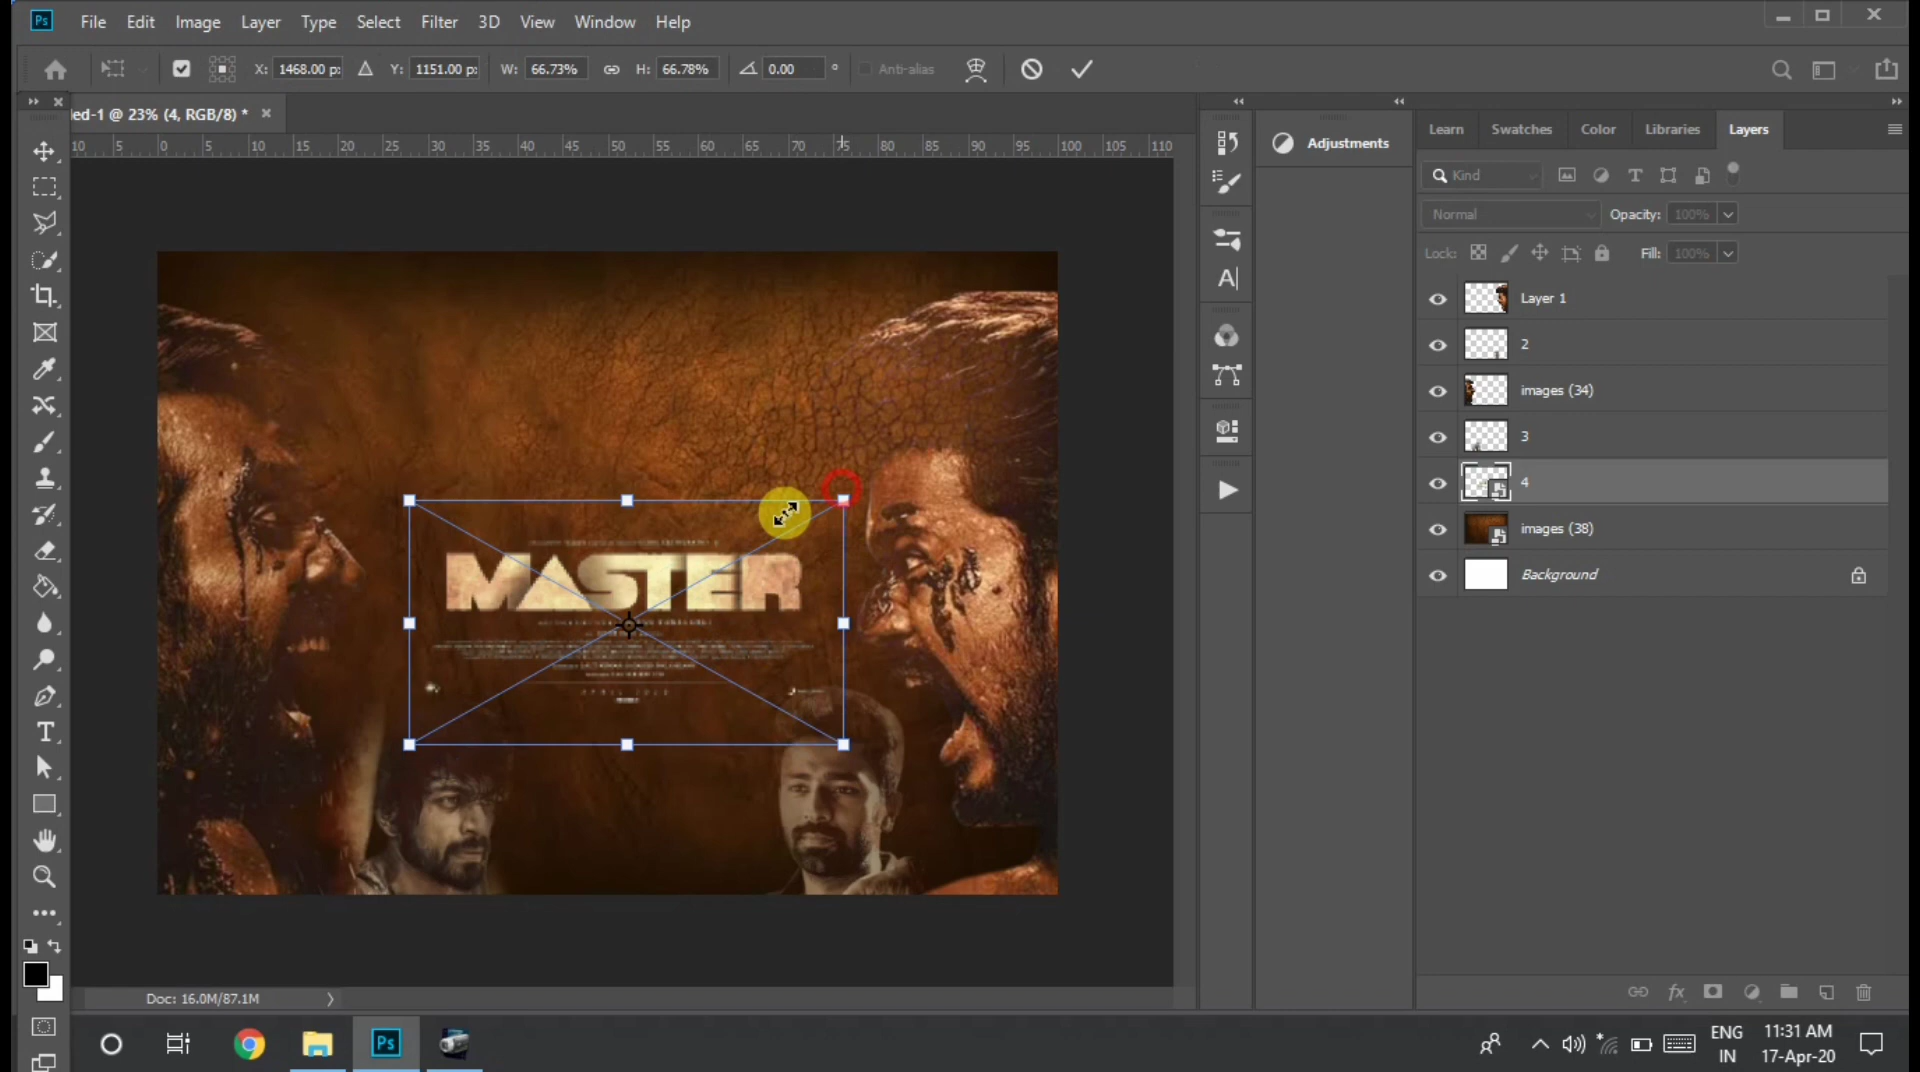 Ps File Edit Image Layer Type Select Filter 3D View Window Help
X: 1468.00 p: Y: 1151.00 p: W: 66.73% H: 66.78% 0.00 ° Anti-alias
led-1 @ 23% (4, RGB/8) * ×
10 5 0 5 10 15 20 25 30 35 40 45 50 55 60 65 70 75 80 85 90 95 100 105 110
Adjustments
Learn Swatches Color Libraries Layers
Kind
Normal Opacity: 100%
Lock: Fill: 100%
Layer 1
2
images (34)
3
4
images (38)
Background
MASTER
Doc: 16.0M/87.1M
Ps
ENG
IN
11:31 AM
17-Apr-20